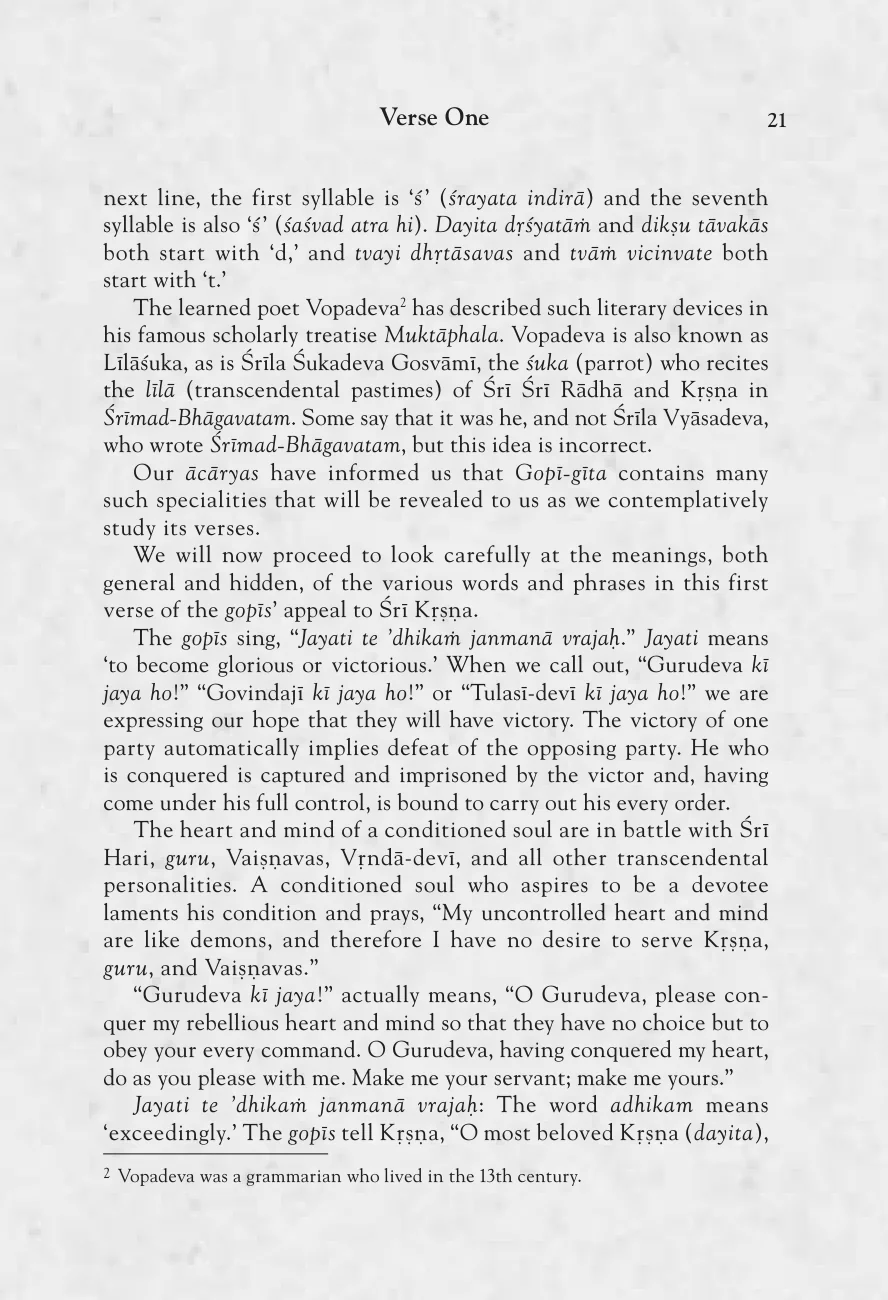 Verse One 21
next line, the first syllable is ‘ś’ (śrayata indirā) and the seventh
syllable is also ‘ś’ (śaśvad atra hi). Dayita dṛśyatāṁ and dikṣu tāvakās
both start with ‘d,’ and tvayi dhṛtāsavas and tvāṁ vicinvate both
start with ‘t.’
The learned poet Vopadeva² has described such literary devices in
his famous scholarly treatise Muktāphala. Vopadeva is also known as
Līlāśuka, as is Śrīla Śukadeva Gosvāmī, the śuka (parrot) who recites
the līlā (transcendental pastimes) of Śrī Śrī Rādhā and Kṛṣṇa in
Śrīmad-Bhāgavatam. Some say that it was he, and not Śrīla Vyāsadeva,
who wrote Śrīmad-Bhāgavatam, but this idea is incorrect.
Our ācāryas have informed us that Gopī-gīta contains many
such specialities that will be revealed to us as we contemplatively
study its verses.
We will now proceed to look carefully at the meanings, both
general and hidden, of the various words and phrases in this first
verse of the gopīs’ appeal to Śrī Kṛṣṇa.
The gopīs sing, “Jayati te ’dhikaṁ janmanā vrajaḥ.” Jayati means
‘to become glorious or victorious.’ When we call out, “Gurudeva kī
jaya ho!” “Govindajī kī jaya ho!” or “Tulasī-devī kī jaya ho!” we are
expressing our hope that they will have victory. The victory of one
party automatically implies defeat of the opposing party. He who
is conquered is captured and imprisoned by the victor and, having
come under his full control, is bound to carry out his every order.
The heart and mind of a conditioned soul are in battle with Śrī
Hari, guru, Vaiṣṇavas, Vṛndā-devī, and all other transcendental
personalities. A conditioned soul who aspires to be a devotee
laments his condition and prays, “My uncontrolled heart and mind
are like demons, and therefore I have no desire to serve Kṛṣṇa,
guru, and Vaiṣṇavas.”
“Gurudeva kī jaya!” actually means, “O Gurudeva, please con-
quer my rebellious heart and mind so that they have no choice but to
obey your every command. O Gurudeva, having conquered my heart,
do as you please with me. Make me your servant; make me yours.”
Jayati te ’dhikaṁ janmanā vrajaḥ: The word adhikam means
‘exceedingly.’ The gopīs tell Kṛṣṇa, “O most beloved Kṛṣṇa (dayita),
2 Vopadeva was a grammarian who lived in the 13th century.